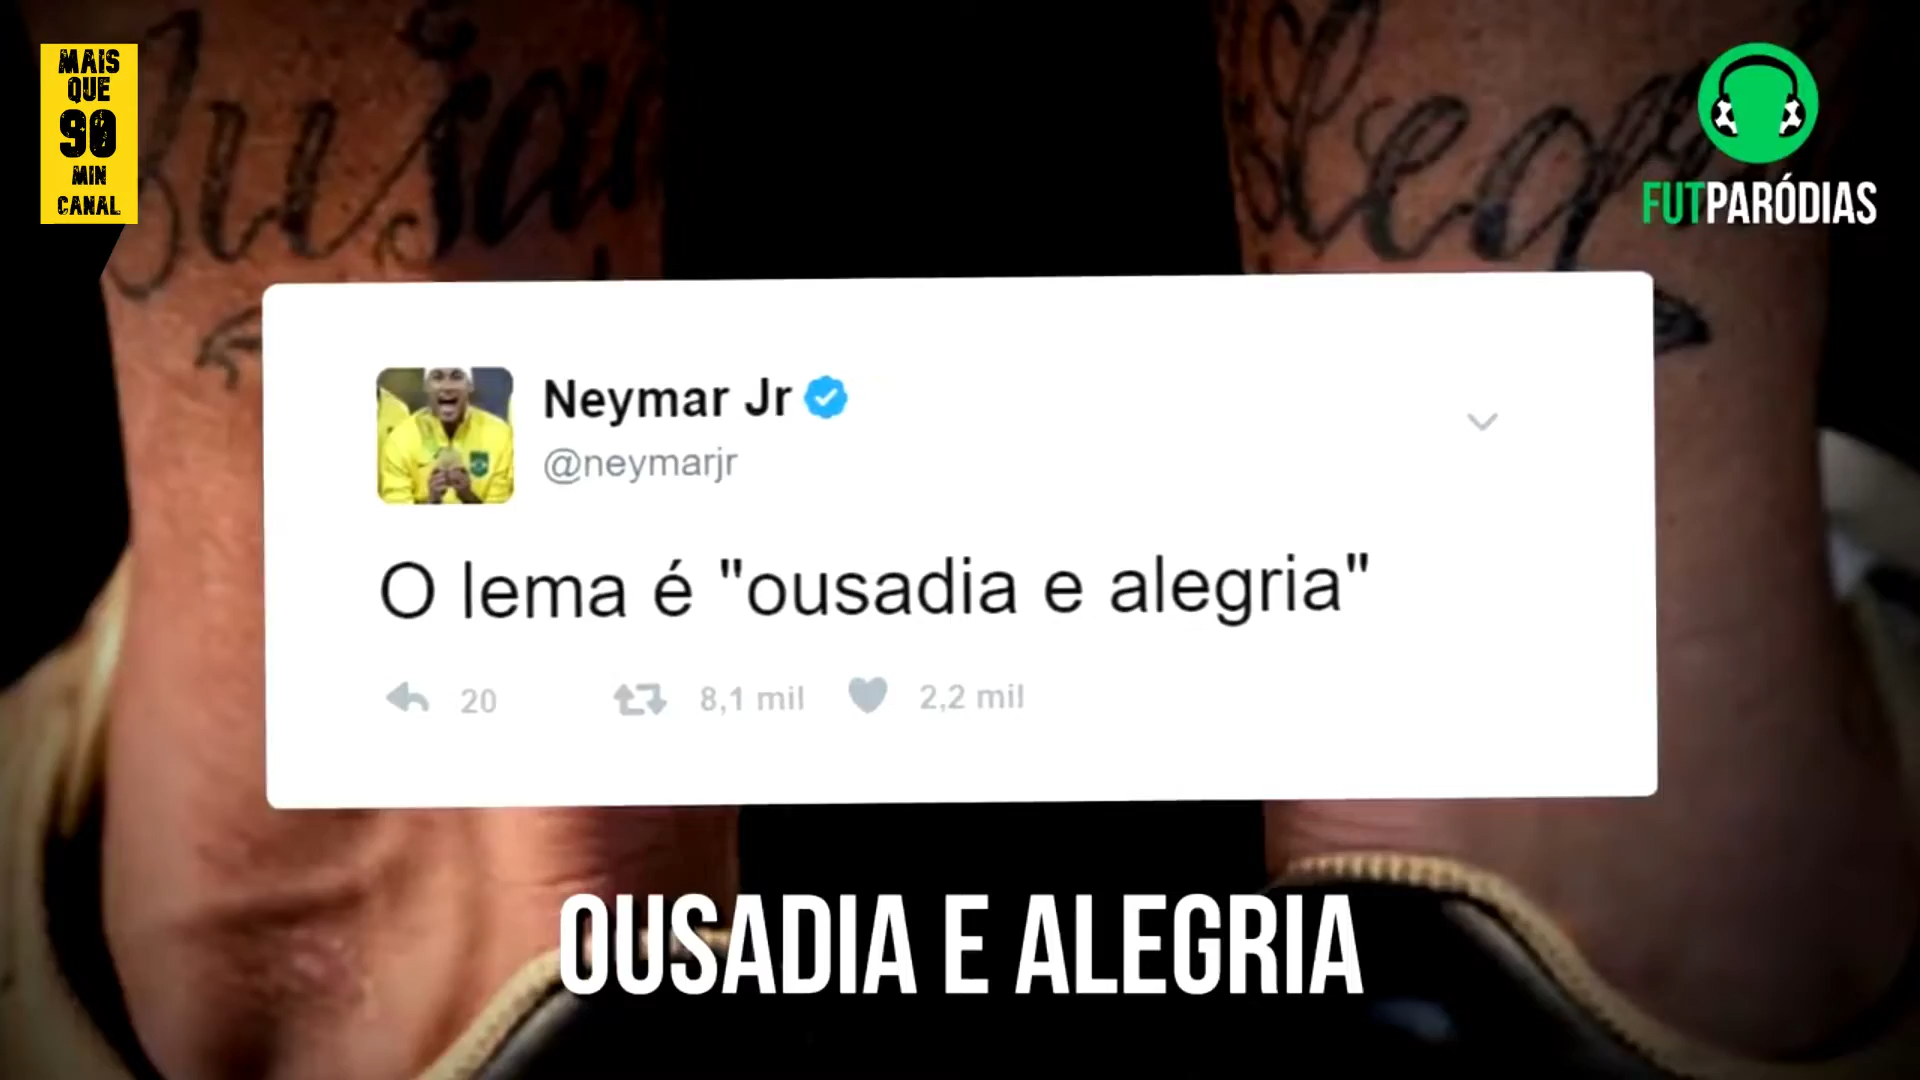 MAIS
QUE
90
MIN
CANAL
FUTPARÓDIAS
Neymar Jr
@neymarjr
O lema é "ousadia e alegria"
20 8,1 mil 2,2 mil
OUSADIA E ALEGRIA